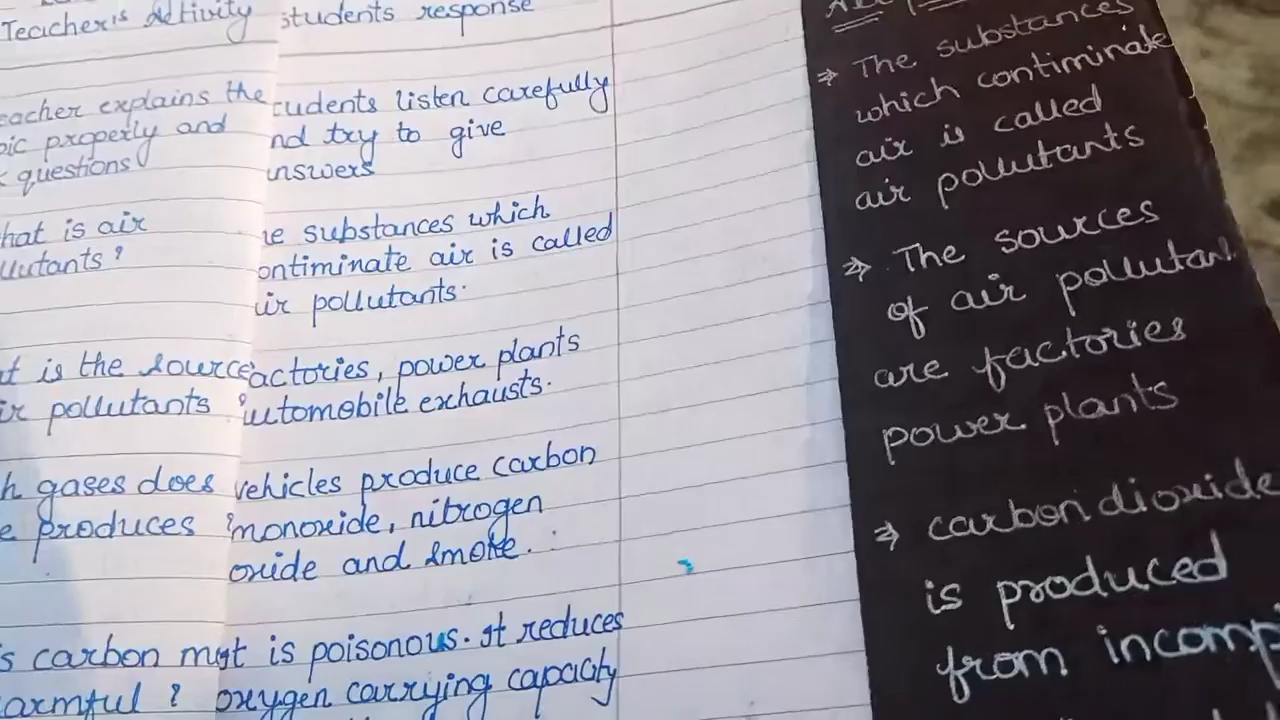 Teacher's Activity
eacher explains the
pic properly and
questions
hat is air
llutants?
t is the source
ir pollutants ?
h gases does
e produces ?
s carbon m
armful ?
students response
tudents listen carefully
nd try to give
nswers
e substances which
ontiminate air is called
ir pollutants.
actories, power plants
utomobile exhausts.
vehicles produce carbon
monoxide, nitrogen
oxide and smoke.
It is poisonous. It reduces
oxygen carrying capacity
⇒ The substances
which contiminate
air is called
air pollutants
⇒ The sources
of air pollutant
are factories
power plants
⇒ carbon dioxide
is produced
from incomp